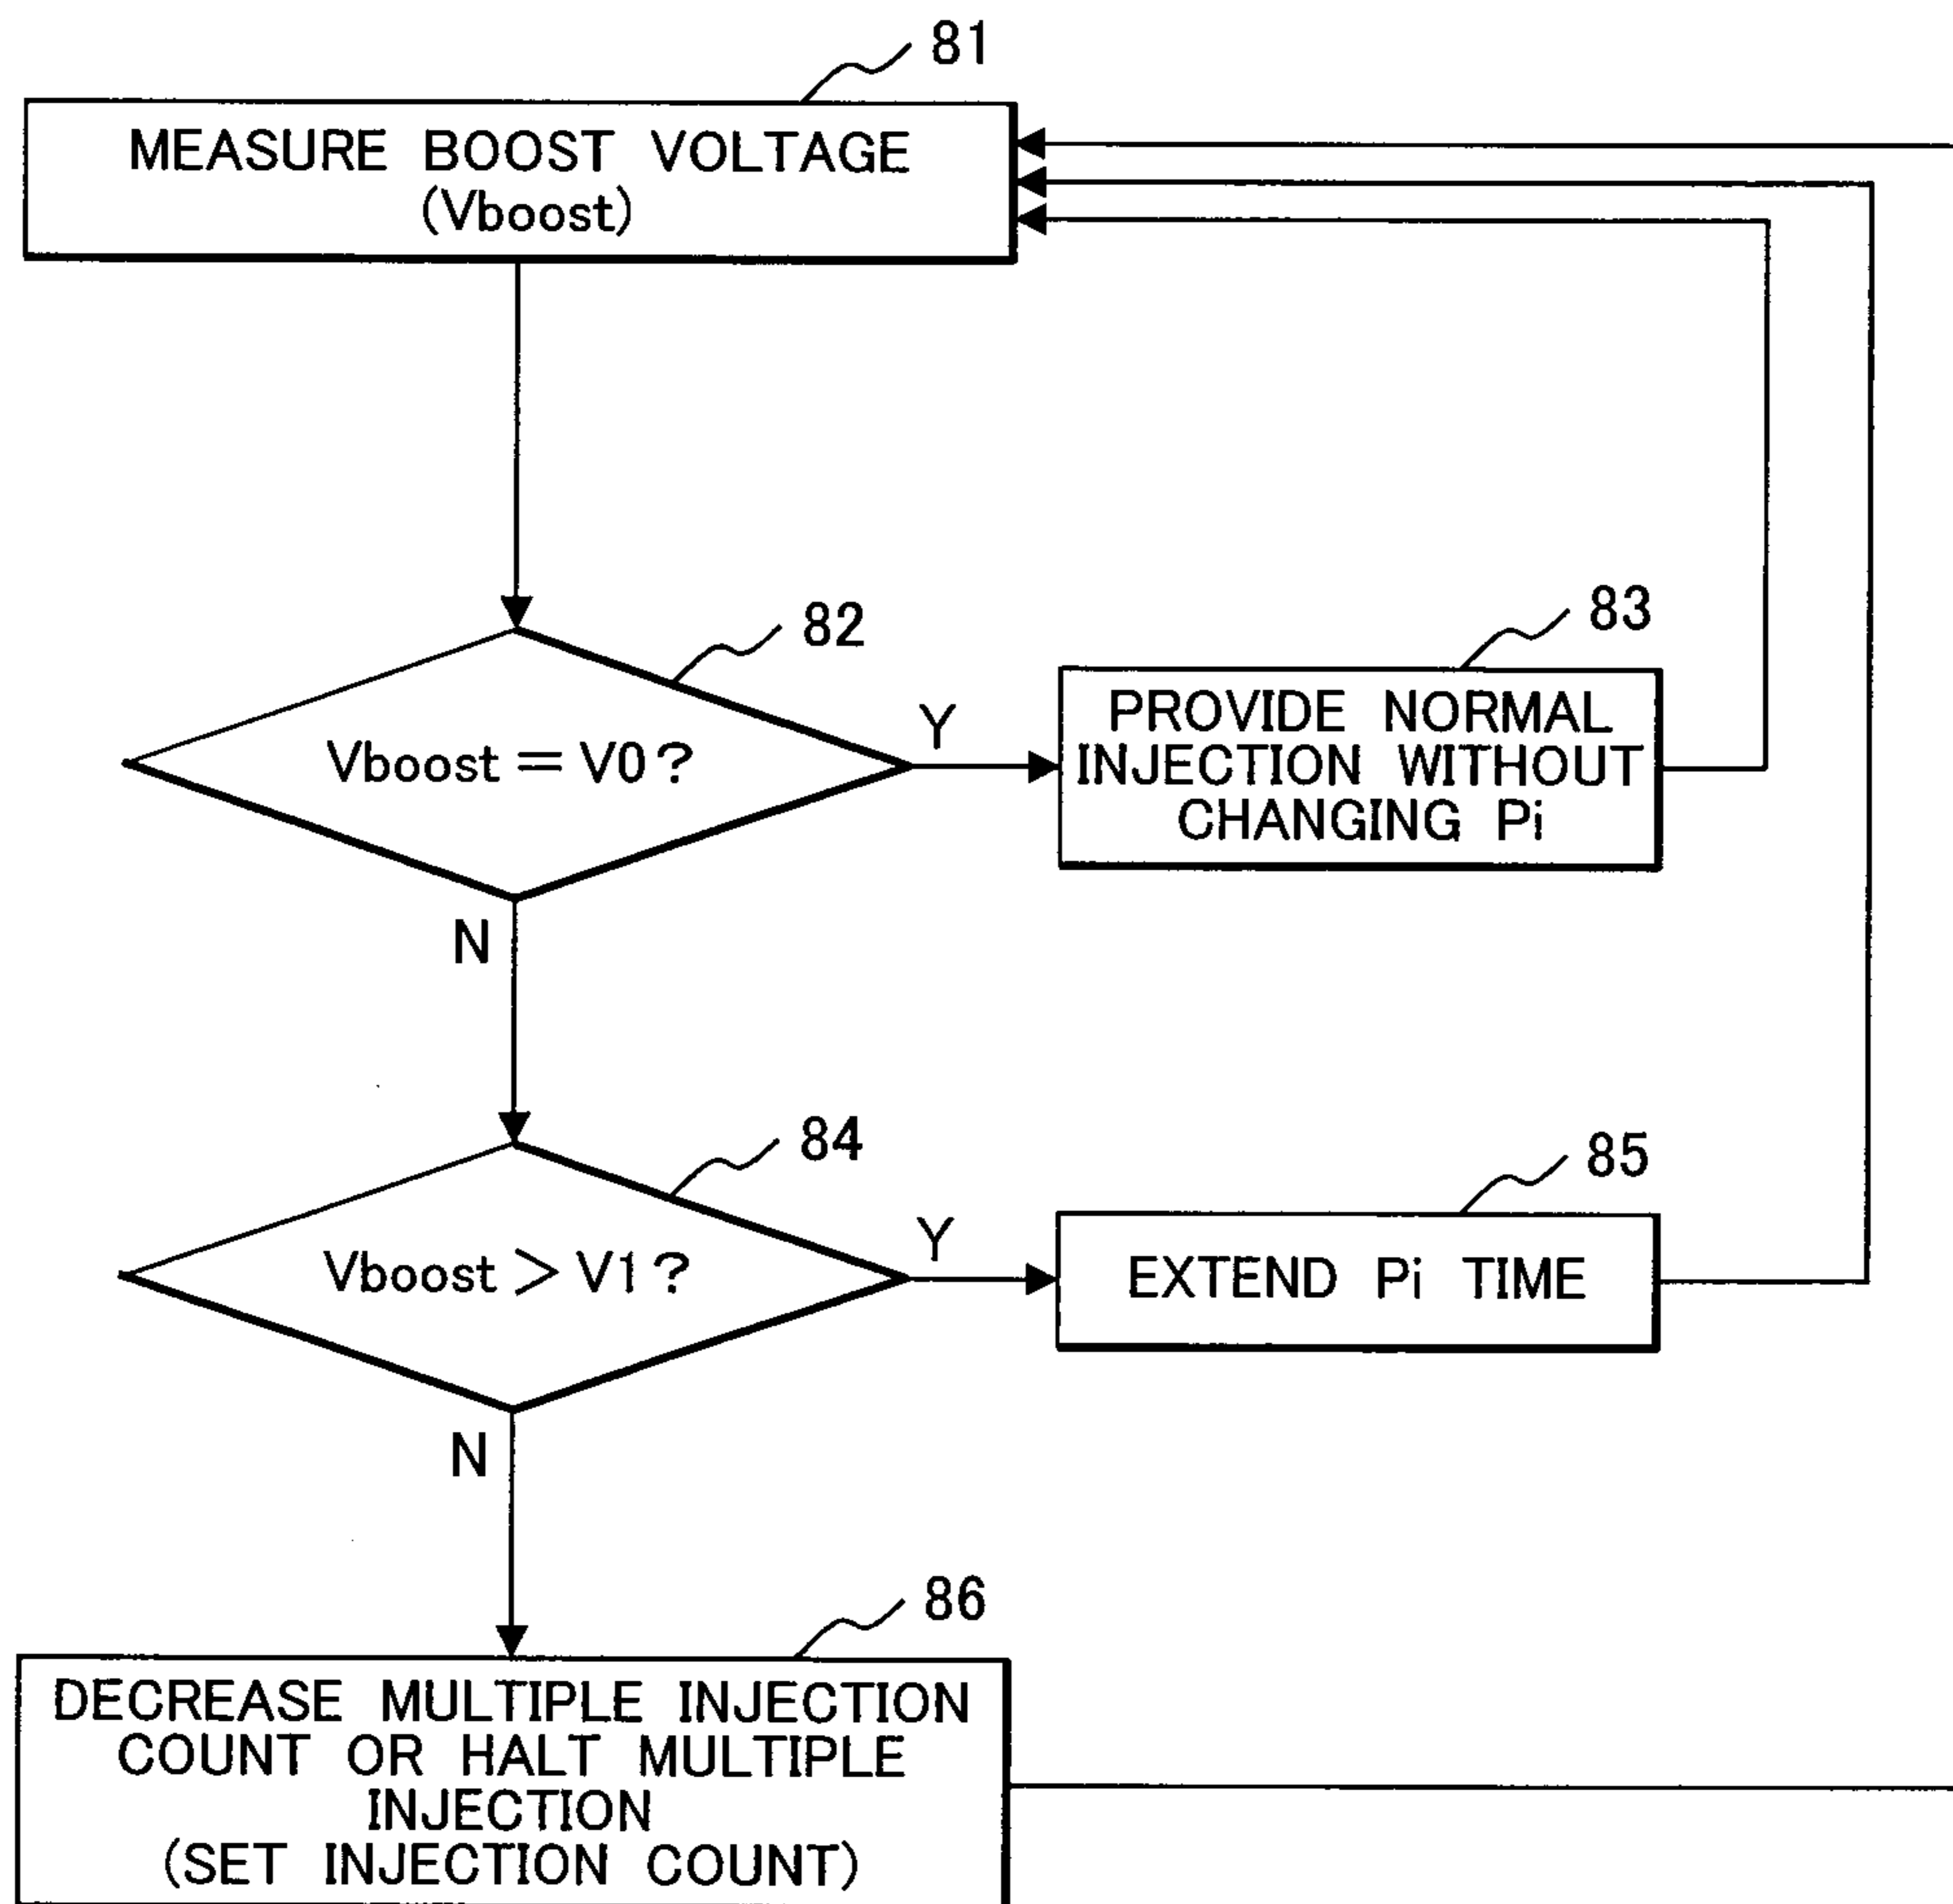 81
MEASURE BOOST VOLTAGE
(Vboost)
82
Vboost = V0?
Y
83
PROVIDE NORMAL
INJECTION WITHOUT
CHANGING Pi
N
84
Vboost > V1?
Y
85
EXTEND Pi TIME
N
86
DECREASE MULTIPLE INJECTION
COUNT OR HALT MULTIPLE
INJECTION
(SET INJECTION COUNT)